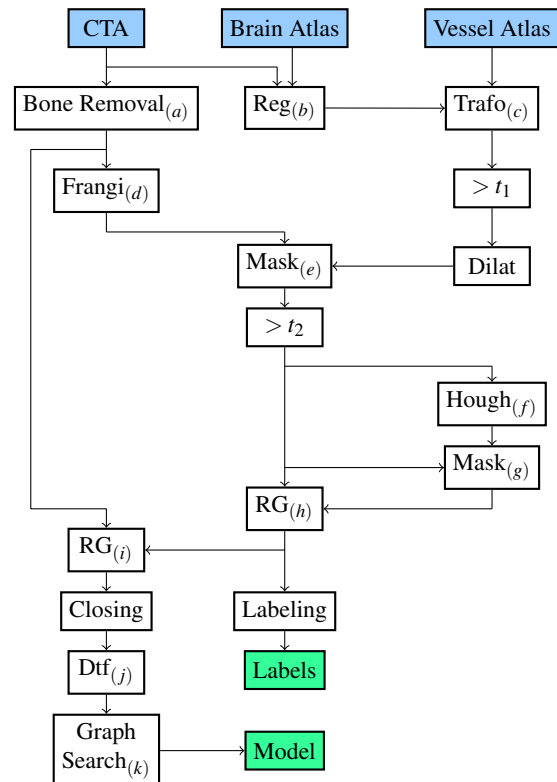 CTA
Brain Atlas
Vessel Atlas
Bone Removal(a)
Reg(b)
Trafo(c)
Frangi(d)
> t1
Mask(e)
Dilat
> t2
Hough(f)
Mask(g)
RG(h)
RG(i)
Closing
Labeling
Dtf(j)
Labels
Graph
Search(k)
Model